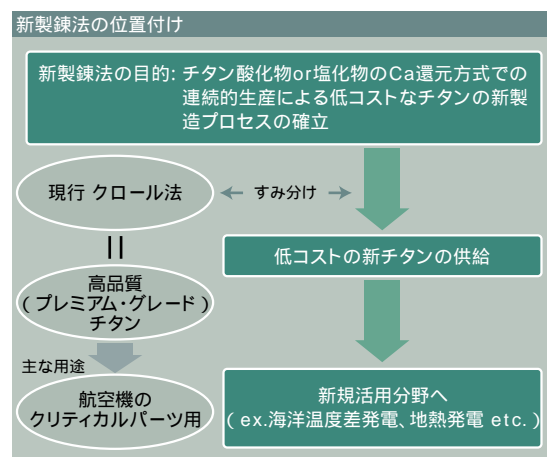 新製錬法の位置付け
新製錬法の目的: チタン酸化物or塩化物のCa還元方式での
連続的生産による低コストなチタンの新製
造プロセスの確立
現行 クロール法
すみ分け
高品質
(プレミアム・グレード)
チタン
低コストの新チタンの供給
主な用途
航空機の
クリティカルパーツ用
新規活用分野へ
(ex.海洋温度差発電、地熱発電 etc.)